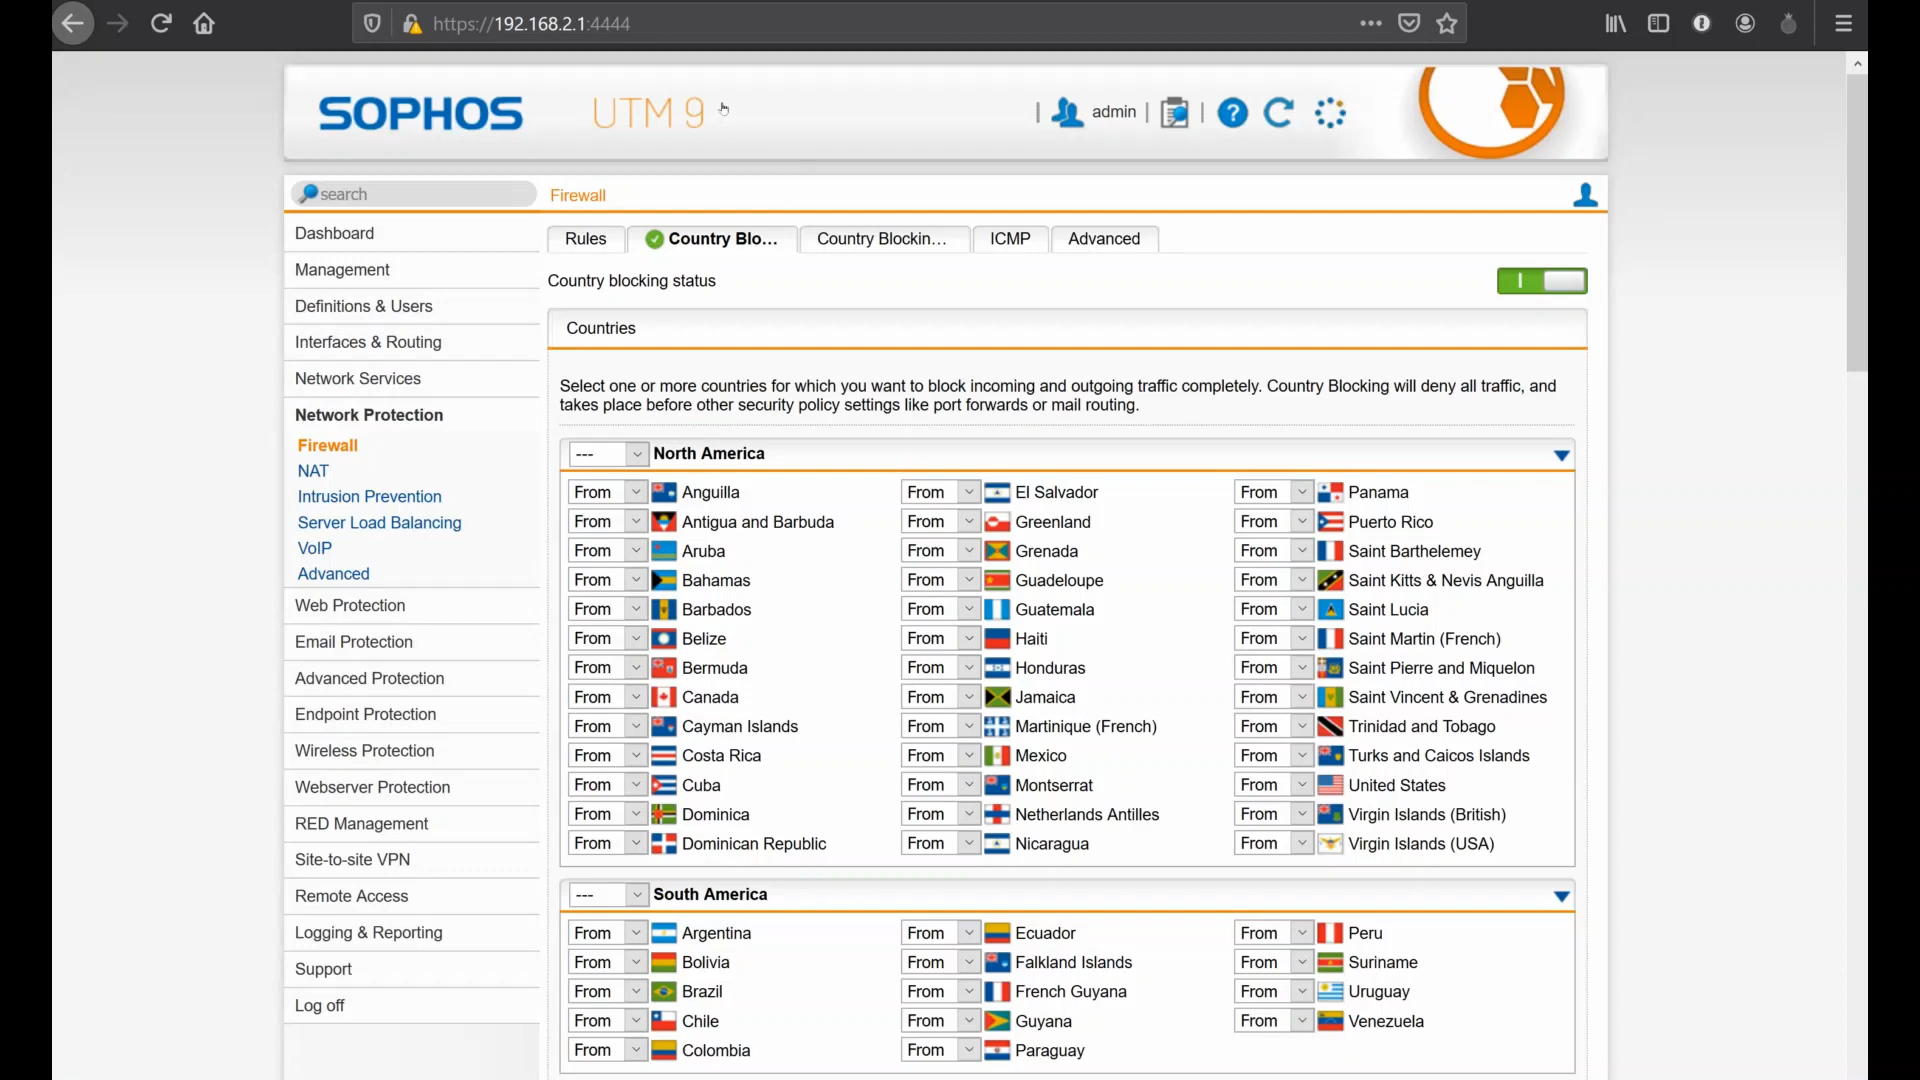 https://192.168.2.1:4444
SOPHOS UTM 9 | admin | |
search Firewall
Dashboard
Management
Definitions & Users
Interfaces & Routing
Network Services
Network Protection
Firewall
NAT
Intrusion Prevention
Server Load Balancing
VoIP
Advanced
Web Protection
Email Protection
Advanced Protection
Endpoint Protection
Wireless Protection
Webserver Protection
RED Management
Site-to-site VPN
Remote Access
Logging & Reporting
Support
Log off
Rules Country Blo... Country Blockin... ICMP Advanced
Country blocking status
Countries
Select one or more countries for which you want to block incoming and outgoing traffic completely. Country Blocking will deny all traffic, and
takes place before other security policy settings like port forwards or mail routing.
--- North America
From Anguilla From El Salvador From Panama
From Antigua and Barbuda From Greenland From Puerto Rico
From Aruba From Grenada From Saint Barthelemey
From Bahamas From Guadeloupe From Saint Kitts & Nevis Anguilla
From Barbados From Guatemala From Saint Lucia
From Belize From Haiti From Saint Martin (French)
From Bermuda From Honduras From Saint Pierre and Miquelon
From Canada From Jamaica From Saint Vincent & Grenadines
From Cayman Islands From Martinique (French) From Trinidad and Tobago
From Costa Rica From Mexico From Turks and Caicos Islands
From Cuba From Montserrat From United States
From Dominica From Netherlands Antilles From Virgin Islands (British)
From Dominican Republic From Nicaragua From Virgin Islands (USA)
--- South America
From Argentina From Ecuador From Peru
From Bolivia From Falkland Islands From Suriname
From Brazil From French Guyana From Uruguay
From Chile From Guyana From Venezuela
From Colombia From Paraguay